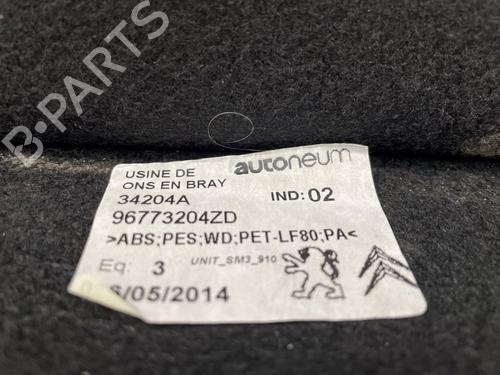 B-PARTS
USINE DE
ONS EN BRAY
autoneum
34204A
IND: 02
96773204ZD
>ABS;PES;WD;PET-LF80;PA<
Eq: 3
UNIT_SM3_910
6/05/2014